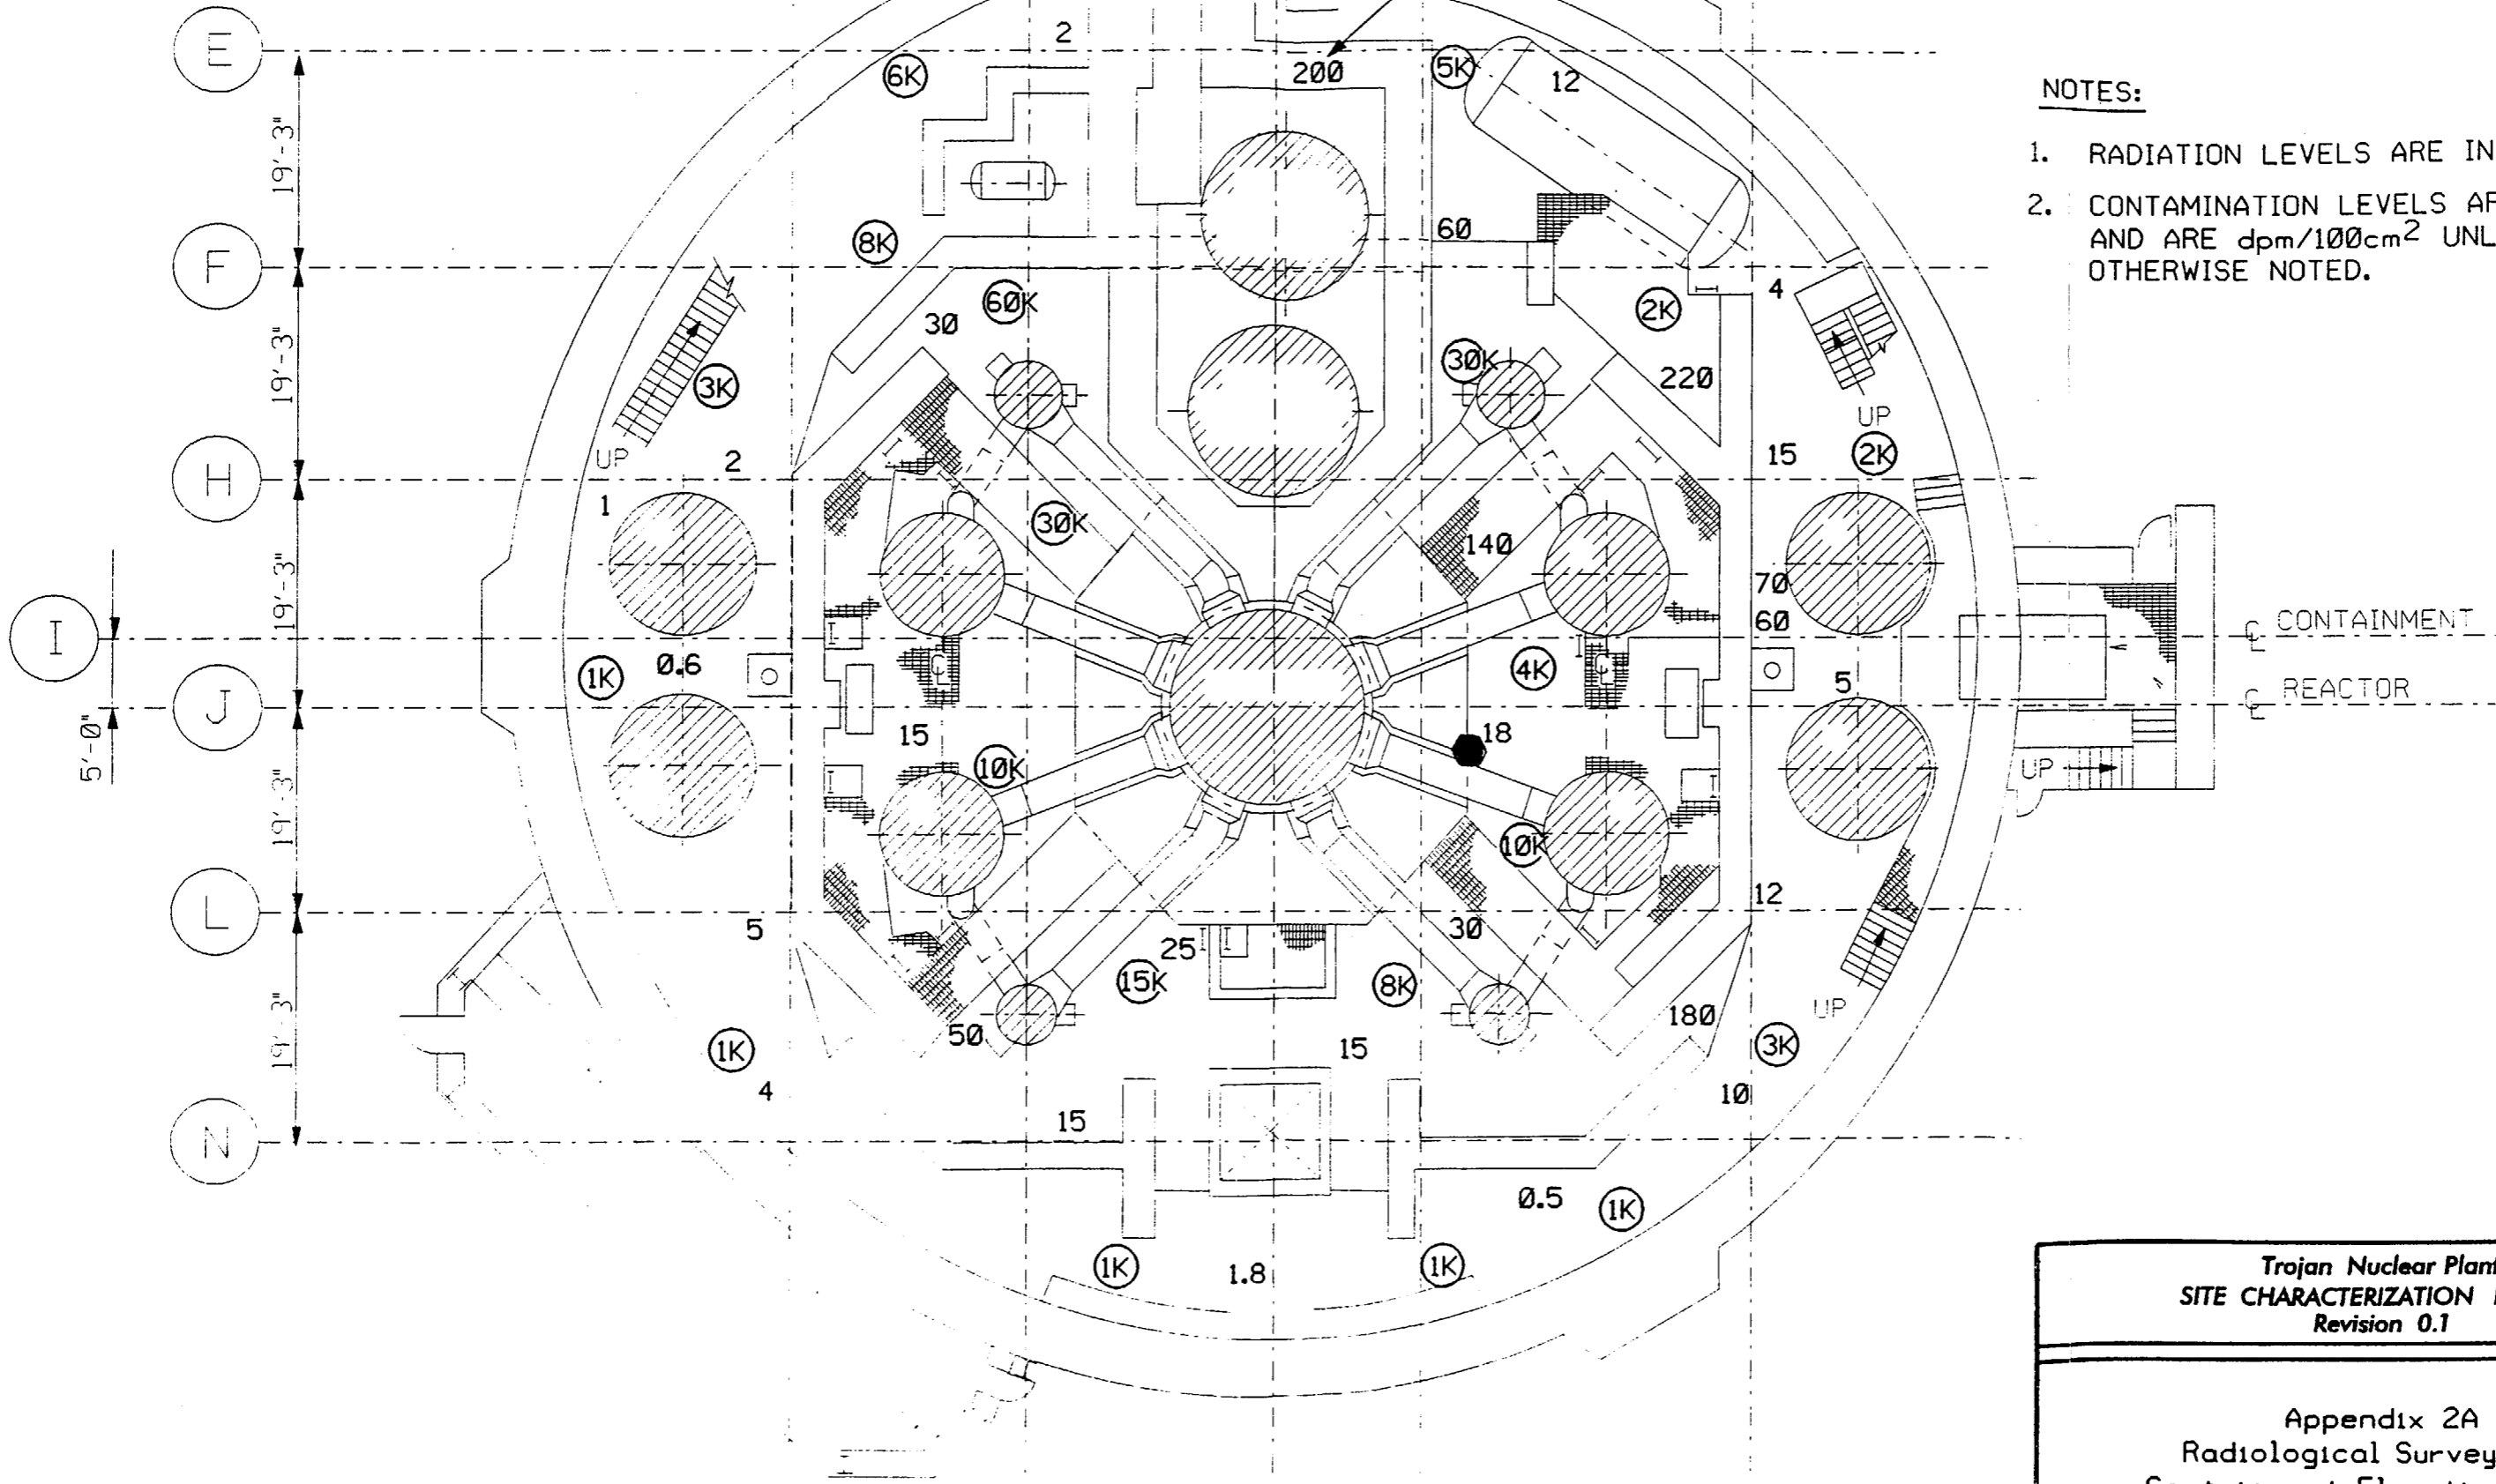 E
2
6K
200
5K
12
NOTES:
1. RADIATION LEVELS ARE IN
2. CONTAMINATION LEVELS
AND ARE dpm/100cm2
OTHERWISE NOTED.
19'-3"
8K
60
F
60K
30
2K
4
19'-3"
3K
30K
220
UP
UP
H
2
15
2K
1
30K
140
19'-3"
70
60
I
CONTAINMENT
1K
0.6
4K
5
REACTOR
J
5'-0"
15
18
10K
UP
19'-3"
10K
12
L
5
30
25
15K
8K
19'-3"
50
180
UP
1K
15
3K
4
10
15
N
0.5
1K
1K
1.8
1K
Trojan Nuclear Plant
SITE CHARACTERIZATION
Revision 0.1
Appendix 2A
Radiological Survey